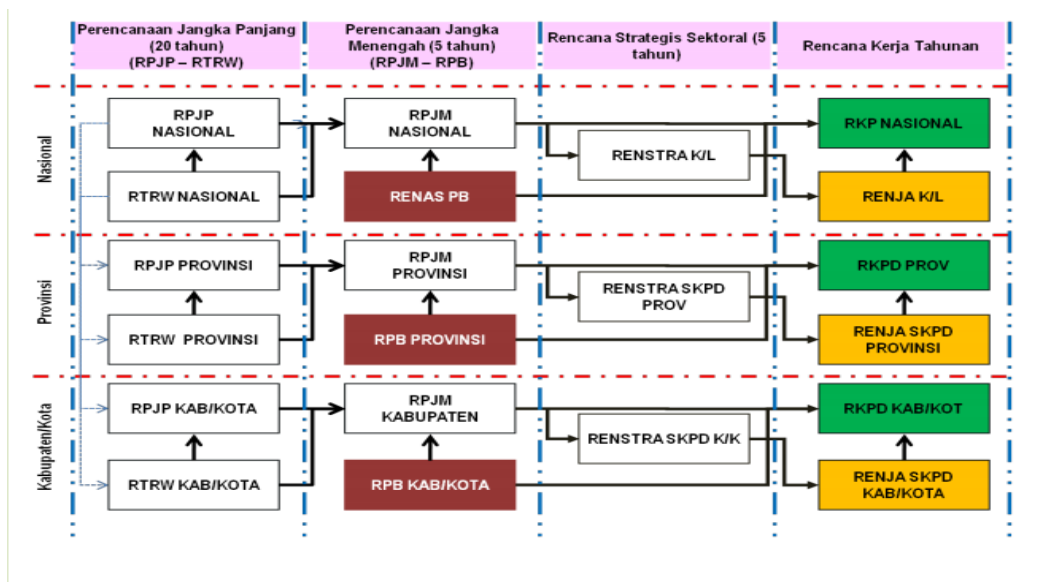 Perencanaan Jangka Panjang
(20 tahun)
(RPJP – RTRW)
Perencanaan Jangka
Menengah (5 tahun)
(RPJM – RPB)
Rencana Strategis Sektoral (5
tahun)
Rencana Kerja Tahunan
Nasional
RPJP
NASIONAL
RPJM
NASIONAL
RKP NASIONAL
RENSTRA K/L
RTRW NASIONAL
RENAS PB
RENJA K/L
Provinsi
RPJP PROVINSI
RPJM
PROVINSI
RKPD PROV
RENSTRA SKPD
PROV
RTRW PROVINSI
RPB PROVINSI
RENJA SKPD
PROVINSI
Kabupaten/Kota
RPJP KAB/KOTA
RPJM
KABUPATEN
RKPD KAB/KOT
RENSTRA SKPD K/K
RTRW KAB/KOTA
RPB KAB/KOTA
RENJA SKPD
KAB/KOTA